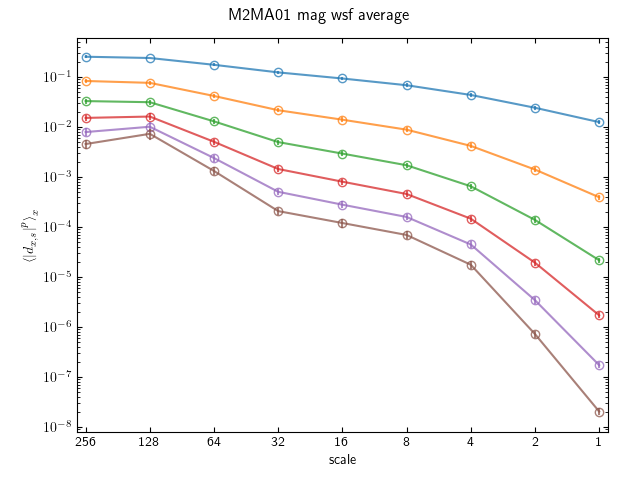 M2MA01 mag wsf average
10⁻¹
10⁻²
10⁻³
10⁻⁴
10⁻⁵
10⁻⁶
10⁻⁷
10⁻⁸
⟨|d_{x,s}|^p⟩_x
256 128 64 32 16 8 4 2 1
scale